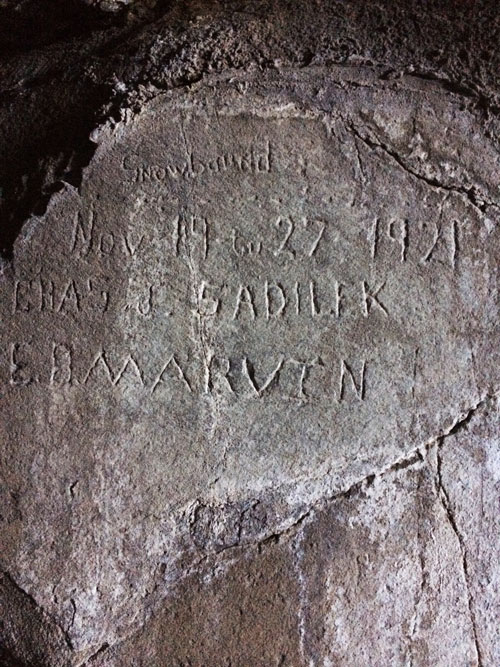 Snowbound
Nov 19 to 27 1921
CHAS J. SADILEK
E.B. MARVIN